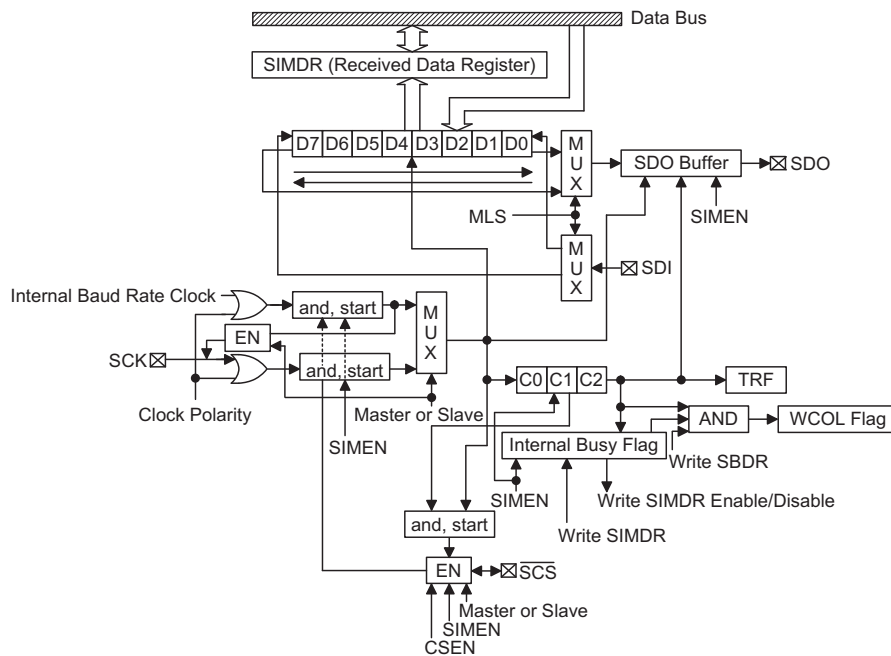 Data Bus
SIMDR (Received Data Register)
D7 D6 D5 D4 D3 D2 D1 D0
MUX
SDO Buffer
SDO
MLS
SIMEN
MUX
SDI
Internal Baud Rate Clock
and, start
MUX
EN
SCK
and, start
Clock Polarity
Master or Slave
SIMEN
C0 C1 C2
TRF
AND
WCOL Flag
Internal Busy Flag
Write SBDR
SIMEN
Write SIMDR Enable/Disable
Write SIMDR
and, start
EN
SCS
Master or Slave
SIMEN
CSEN